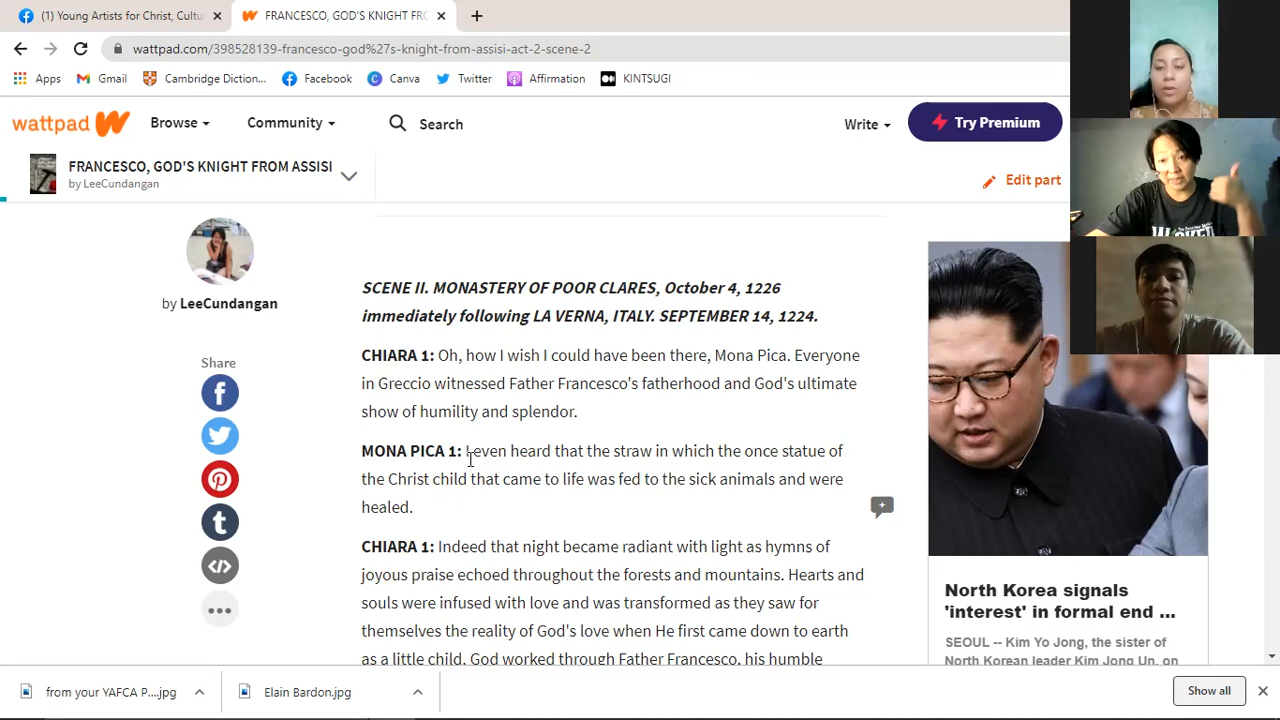 (1) Young Artists for Christ, Cultu
FRANCESCO, GOD'S KNIGHT FRO
wattpad.com/398528139-francesco-god%27s-knight-from-assisi-act-2-scene-2
Apps Gmail Cambridge Diction... Facebook Canva Twitter Affirmation KINTSUGI
wattpad Browse Community Search Write Try Premium
FRANCESCO, GOD'S KNIGHT FROM ASSISI
by LeeCundangan
Edit part
by LeeCundangan
Share
SCENE II. MONASTERY OF POOR CLARES, October 4, 1226
immediately following LA VERNA, ITALY. SEPTEMBER 14, 1224.
CHIARA 1: Oh, how I wish I could have been there, Mona Pica. Everyone
in Greccio witnessed Father Francesco's fatherhood and God's ultimate
show of humility and splendor.
MONA PICA 1: I even heard that the straw in which the once statue of
the Christ child that came to life was fed to the sick animals and were
healed.
CHIARA 1: Indeed that night became radiant with light as hymns of
joyous praise echoed throughout the forests and mountains. Hearts and
souls were infused with love and was transformed as they saw for
themselves the reality of God's love when He first came down to earth
as a little child. God worked through Father Francesco, his humble
North Korea signals
'interest' in formal end ...
SEOUL -- Kim Yo Jong, the sister of
North Korean leader Kim Jong Un, on
from your YAFCA P....jpg
Elain Bardon.jpg
Show all